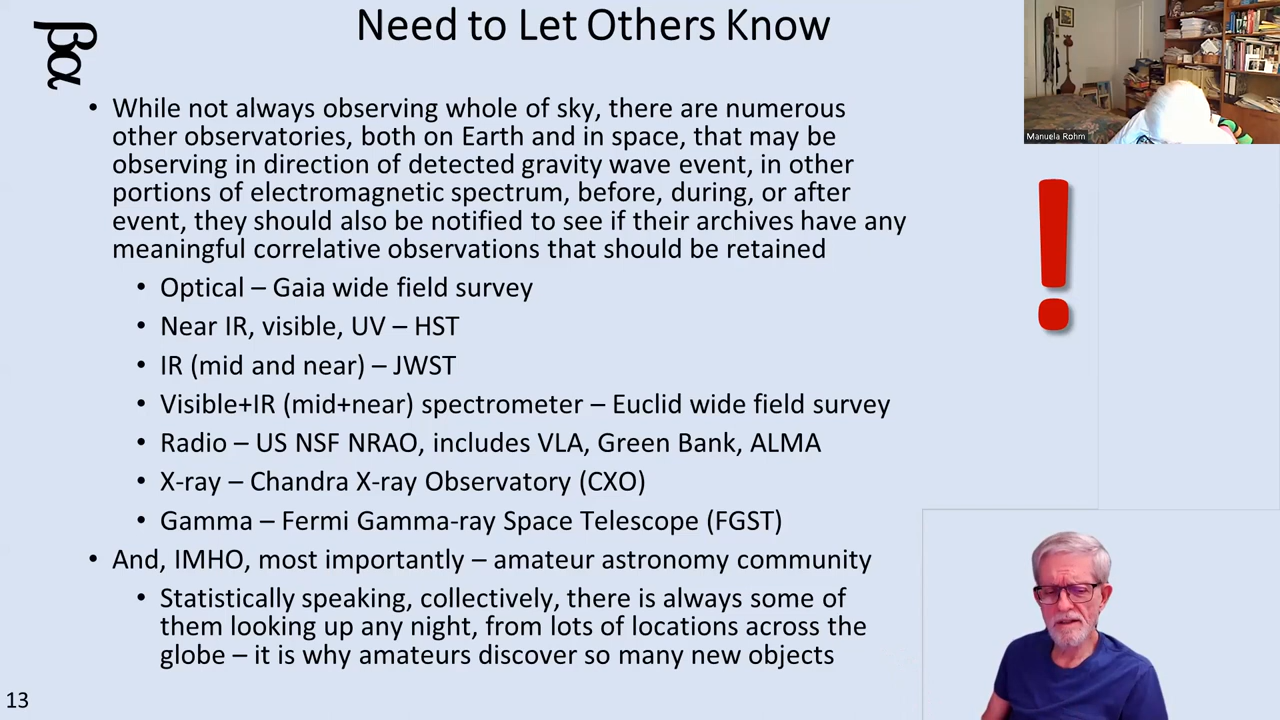 Need to Let Others Know
βα
Manuela Rohm
• While not always observing whole of sky, there are numerous
other observatories, both on Earth and in space, that may be
observing in direction of detected gravity wave event, in other
portions of electromagnetic spectrum, before, during, or after
event, they should also be notified to see if their archives have any
meaningful correlative observations that should be retained
• Optical – Gaia wide field survey
• Near IR, visible, UV – HST
• IR (mid and near) – JWST
• Visible+IR (mid+near) spectrometer – Euclid wide field survey
• Radio – US NSF NRAO, includes VLA, Green Bank, ALMA
• X-ray – Chandra X-ray Observatory (CXO)
• Gamma – Fermi Gamma-ray Space Telescope (FGST)
• And, IMHO, most importantly – amateur astronomy community
• Statistically speaking, collectively, there is always some of
them looking up any night, from lots of locations across the
globe – it is why amateurs discover so many new objects
!
13